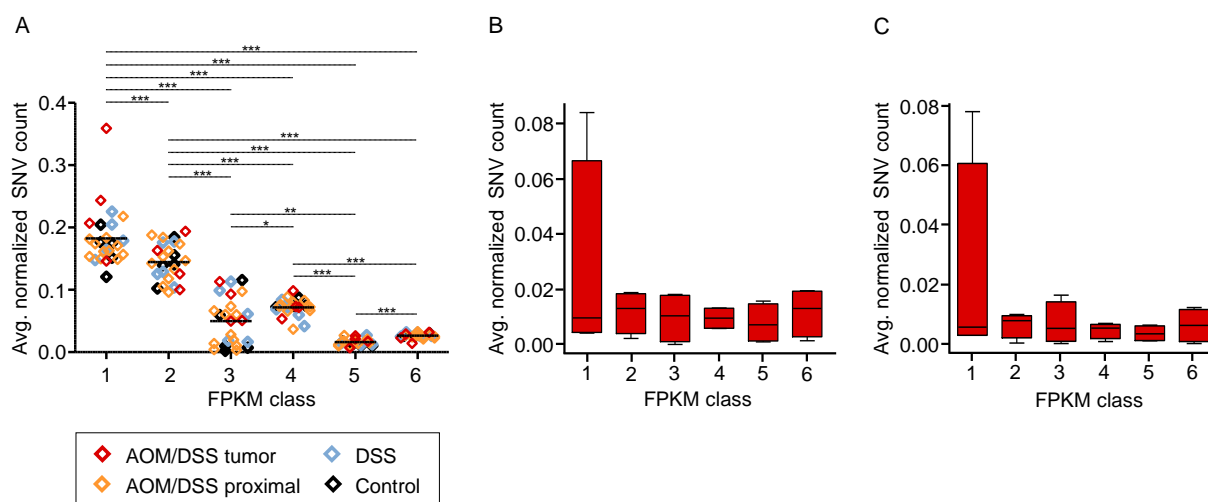 A
B
C
***
***
***
***
***
***
***
***
***
**
*
***
***
***
Avg. normalized SNV count
0.4
0.3
0.2
0.1
0.0
1 2 3 4 5 6
FPKM class
Avg. normalized SNV count
0.08
0.06
0.04
0.02
0.00
1 2 3 4 5 6
FPKM class
Avg. normalized SNV count
0.08
0.06
0.04
0.02
0.00
1 2 3 4 5 6
FPKM class
AOM/DSS tumor
DSS
AOM/DSS proximal
Control